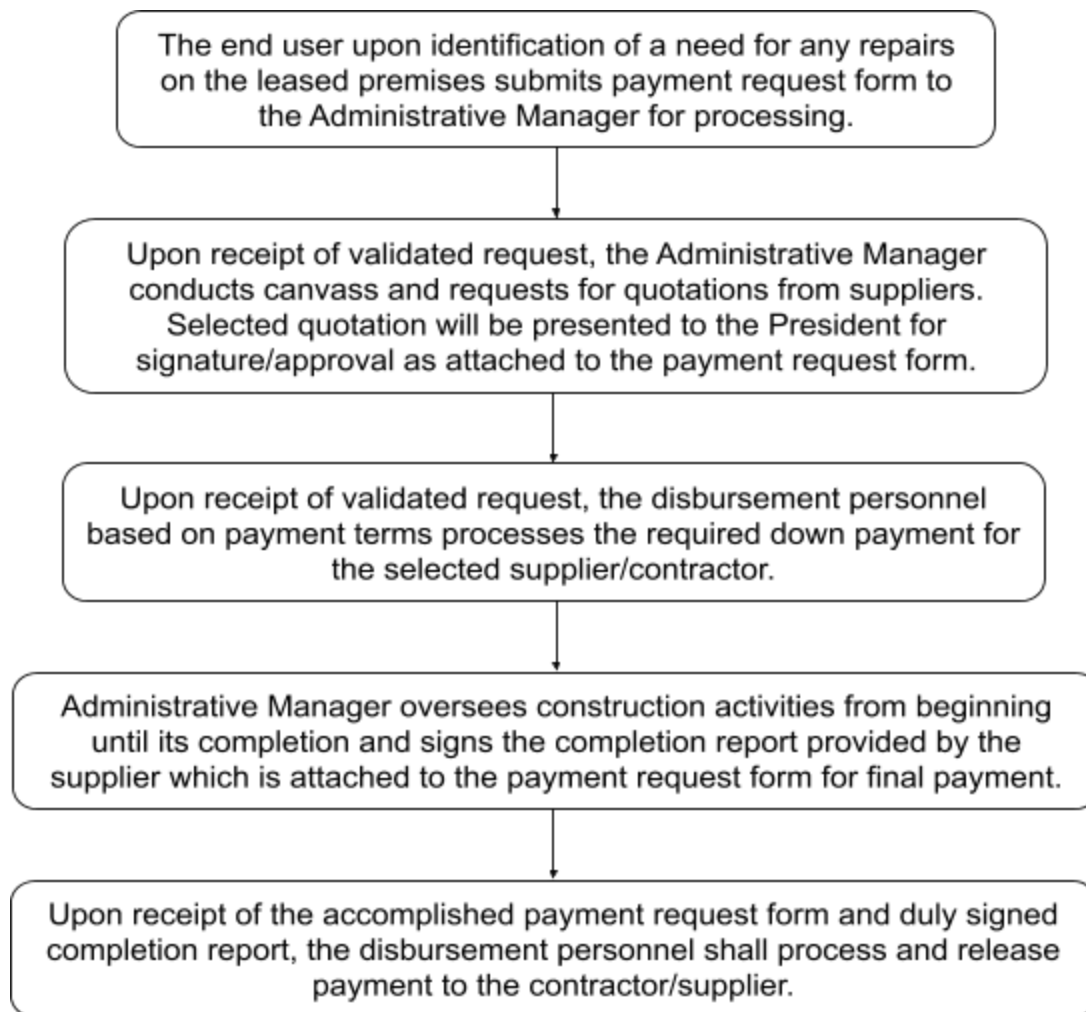 The end user upon identification of a need for any repairs
on the leased premises submits payment request form to
the Administrative Manager for processing.
Upon receipt of validated request, the Administrative Manager
conducts canvass and requests for quotations from suppliers.
Selected quotation will be presented to the President for
signature/approval as attached to the payment request form.
Upon receipt of validated request, the disbursement personnel
based on payment terms processes the required down payment for
the selected supplier/contractor.
Administrative Manager oversees construction activities from beginning
until its completion and signs the completion report provided by the
supplier which is attached to the payment request form for final payment.
Upon receipt of the accomplished payment request form and duly signed
completion report, the disbursement personnel shall process and release
payment to the contractor/supplier.